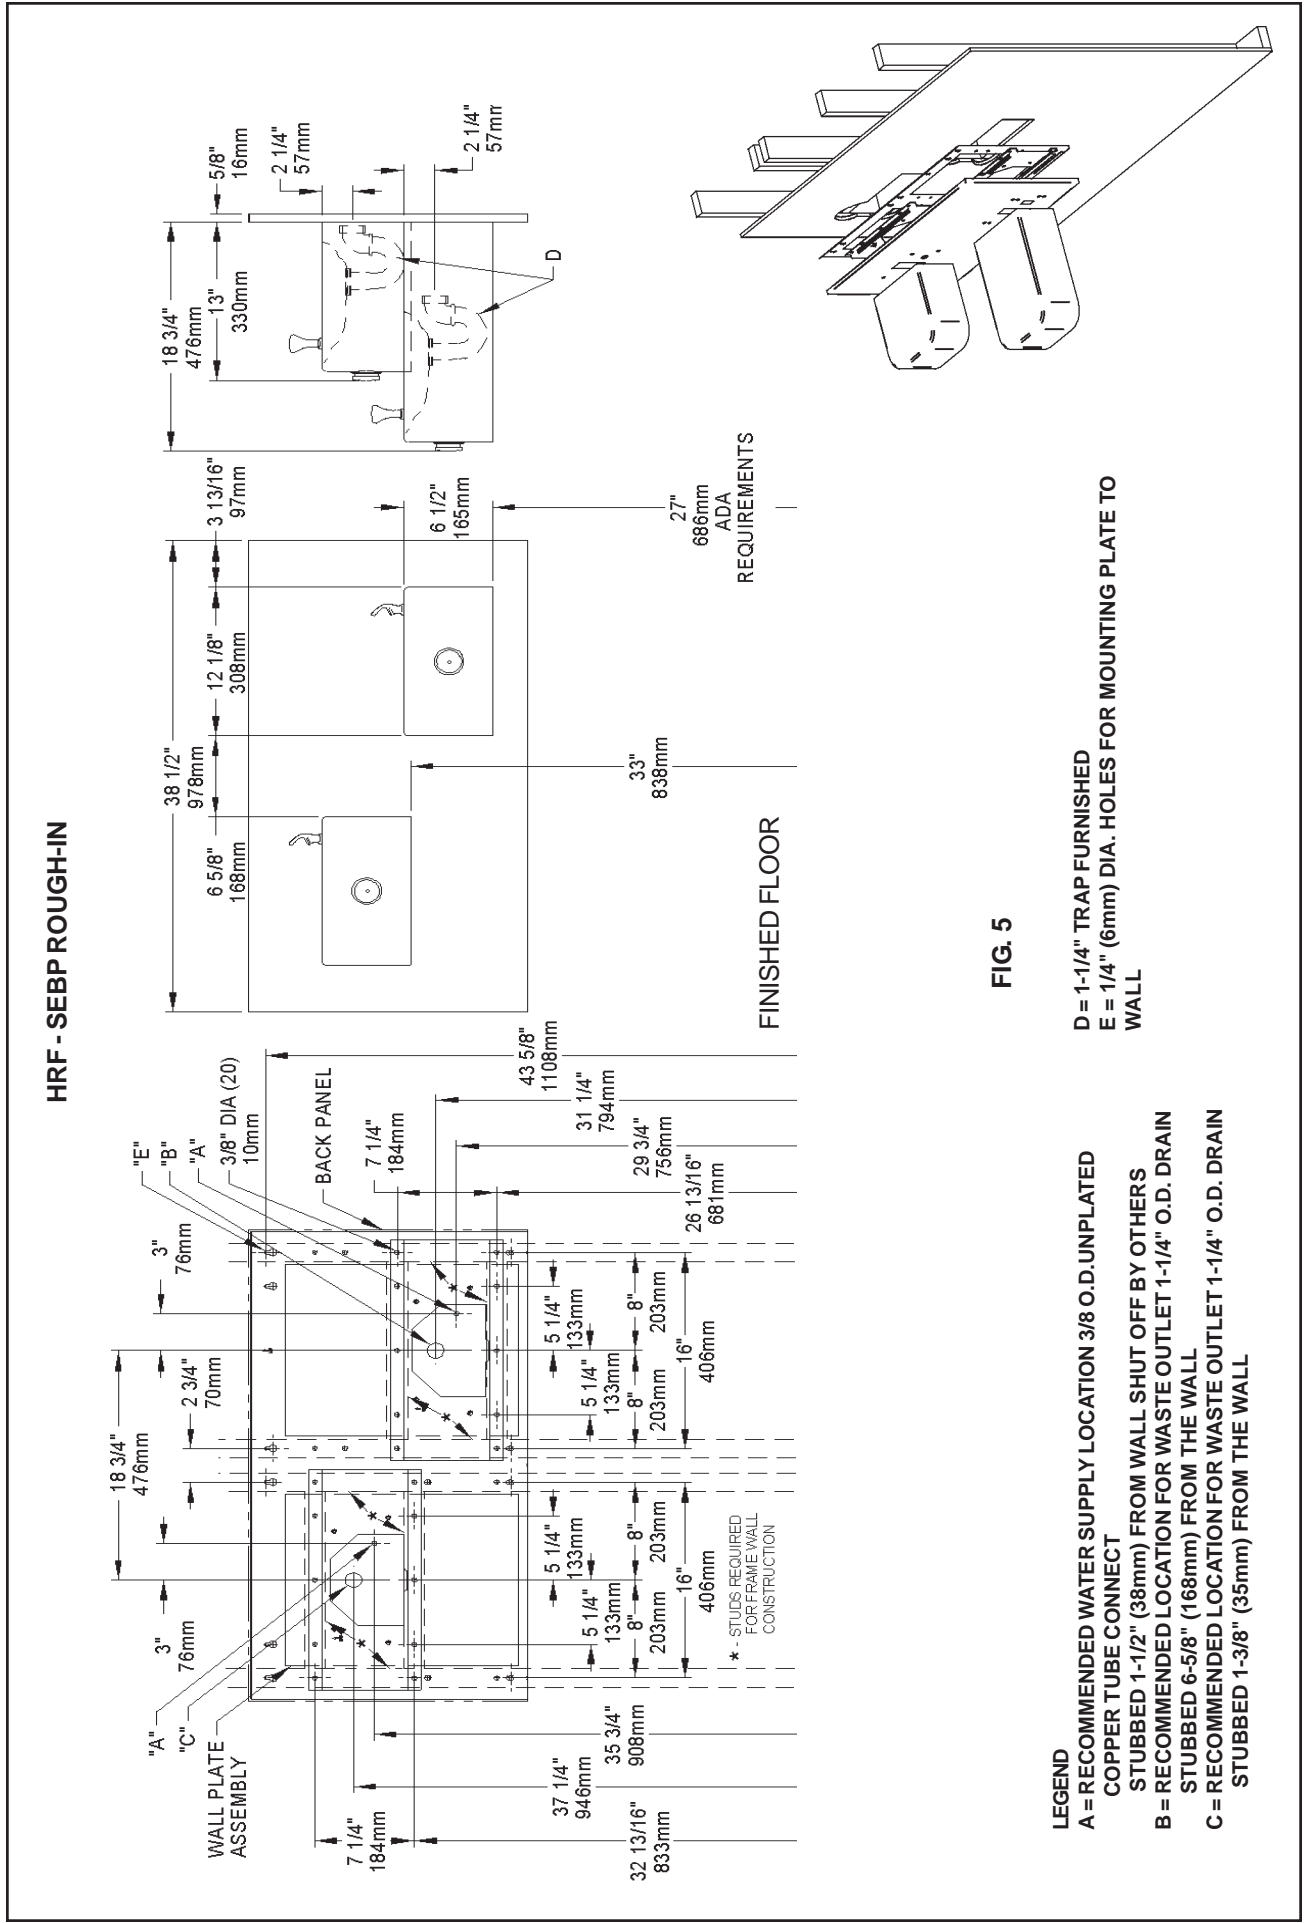 HRF - SEBP ROUGH-IN
"E"
"B"
"A"
3/8" DIA (20)
10mm
BACK PANEL
3"
76mm
18 3/4"
476mm
2 3/4"
70mm
3"
76mm
"A"
"C"
WALL PLATE
ASSEMBLY
7 1/4"
184mm
43 5/8"
1108mm
31 1/4"
794mm
29 3/4"
756mm
26 13/16"
681mm
5 1/4"
133mm
5 1/4"
133mm
8"
203mm
8"
203mm
16"
406mm
5 1/4"
133mm
5 1/4"
133mm
8"
203mm
8"
203mm
16"
406mm
* - STUDS REQUIRED
FOR FRAME WALL
CONSTRUCTION
35 3/4"
908mm
37 1/4"
946mm
7 1/4"
184mm
32 13/16"
833mm
38 1/2"
978mm
6 5/8"
168mm
12 1/8"
308mm
3 13/16"
97mm
6 1/2"
165mm
33"
838mm
27"
686mm
ADA
REQUIREMENTS
FINISHED FLOOR
18 3/4"
476mm
13"
330mm
5/8"
16mm
2 1/4"
57mm
2 1/4"
D
FIG. 5
LEGEND
A = RECOMMENDED WATER SUPPLY LOCATION 3/8 O.D.UNPLATED
COPPER TUBE CONNECT
STUBBED 1-1/2" (38mm) FROM WALL SHUT OFF BY OTHERS
B = RECOMMENDED LOCATION FOR WASTE OUTLET 1-1/4" O.D. DRAIN
STUBBED 6-5/8" (168mm) FROM THE WALL
C = RECOMMENDED LOCATION FOR WASTE OUTLET 1-1/4" O.D. DRAIN
STUBBED 1-3/8" (35mm) FROM THE WALL
D = 1-1/4" TRAP FURNISHED
E = 1/4" (6mm) DIA. HOLES FOR MOUNTING PLATE TO
WALL